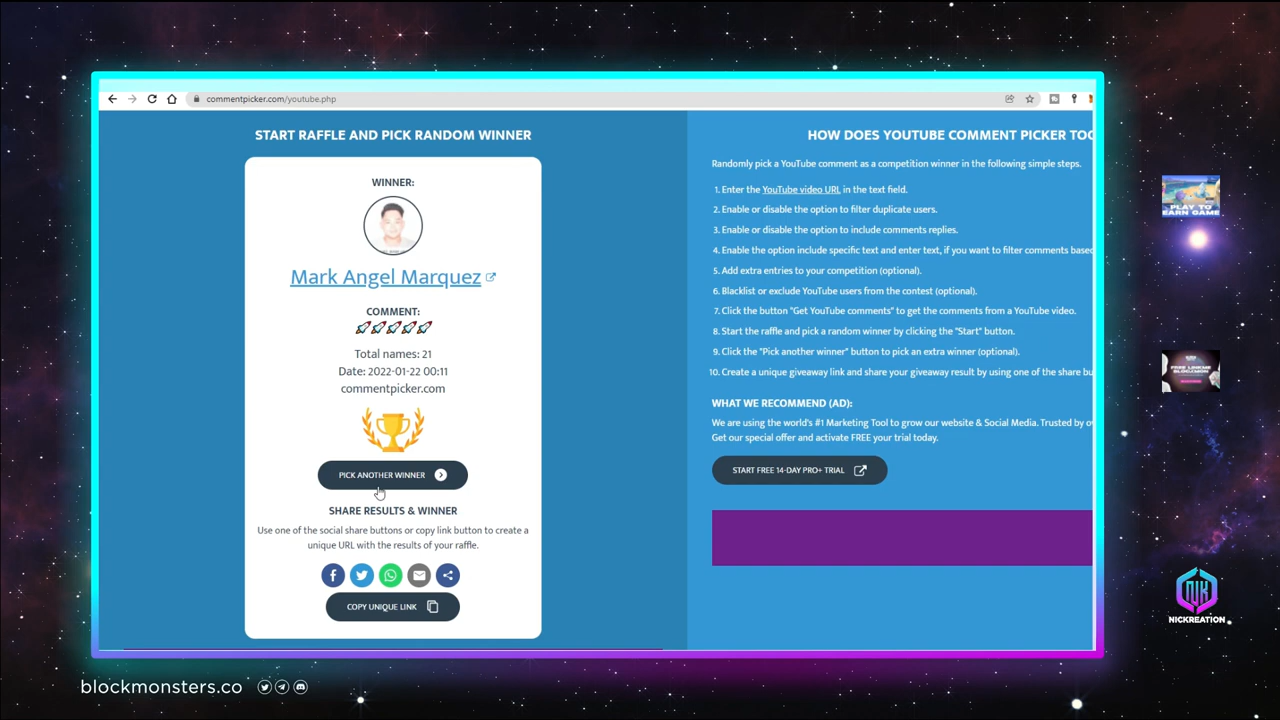 commentpicker.com/youtube.php
START RAFFLE AND PICK RANDOM WINNER
WINNER:
Mark Angel Marquez
COMMENT:
🚀🚀🚀🚀🚀
Total names: 21
Date: 2022-01-22 00:11
commentpicker.com
PICK ANOTHER WINNER
SHARE RESULTS & WINNER
Use one of the social share buttons or copy link button to create a
unique URL with the results of your raffle.
COPY UNIQUE LINK
HOW DOES YOUTUBE COMMENT PICKER TOO
Randomly pick a YouTube comment as a competition winner in the following simple steps.
1. Enter the YouTube video URL in the text field.
2. Enable or disable the option to filter duplicate users.
3. Enable or disable the option to include comments replies.
4. Enable the option include specific text and enter text, if you want to filter comments based
5. Add extra entries to your competition (optional).
6. Blacklist or exclude YouTube users from the contest (optional).
7. Click the button "Get YouTube comments" to get the comments from a YouTube video.
8. Start the raffle and pick a random winner by clicking the "Start" button.
9. Click the "Pick another winner" button to pick an extra winner (optional).
10. Create a unique giveaway link and share your giveaway result by using one of the share bu
WHAT WE RECOMMEND (AD):
We are using the world's #1 Marketing Tool to grow our website & Social Media. Trusted by ov
Get our special offer and activate FREE your trial today.
START FREE 14-DAY PRO+ TRIAL
PLAY TO
EARN GAME
FREE LINKME
NICKREATION
blockmonsters.co